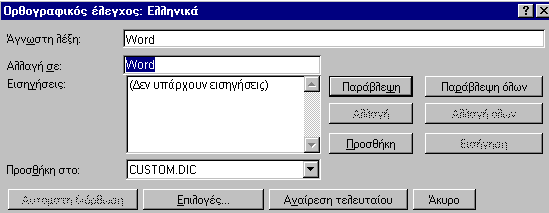 Ορθογραφικός έλεγχος: Ελληνικά
Άγνωστη λέξη: Word
Αλλαγή σε: Word
Εισηγήσεις: (Δεν υπάρχουν εισηγήσεις)
Παράβλεψη Παράβλεψη όλων
Αλλαγή Αλλαγή όλων
Προσθήκη Εισήγηση
Προσθήκη στο: CUSTOM.DIC
Αυτόματη διόρθωση Επιλογές... Αναίρεση τελευταίου Άκυρο